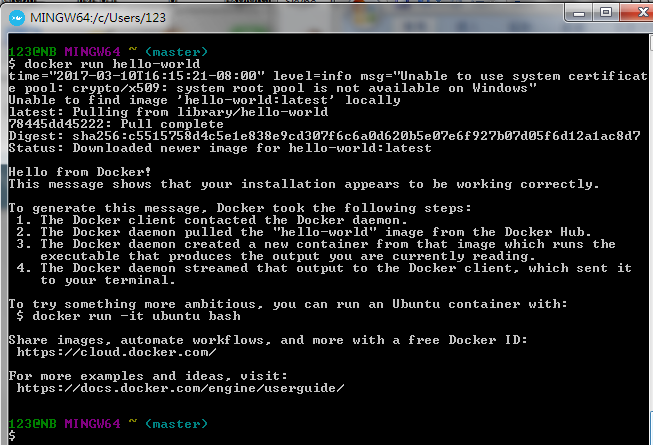 MINGW64:/c/Users/123
123@NB MINGW64 ~ (master)
$ docker run hello-world
time="2017-03-10T16:15:21-08:00" level=info msg="Unable to use system certificat
e pool: crypto/x509: system root pool is not available on Windows"
Unable to find image 'hello-world:latest' locally
latest: Pulling from library/hello-world
78445dd45222: Pull complete
Digest: sha256:c5515758d4c5e1e838e9cd307f6c6a0d620b5e07e6f927b07d05f6d12a1ac8d7
Status: Downloaded newer image for hello-world:latest
Hello from Docker!
This message shows that your installation appears to be working correctly.
To generate this message, Docker took the following steps:
1. The Docker client contacted the Docker daemon.
2. The Docker daemon pulled the "hello-world" image from the Docker Hub.
3. The Docker daemon created a new container from that image which runs the
executable that produces the output you are currently reading.
4. The Docker daemon streamed that output to the Docker client, which sent it
to your terminal.
To try something more ambitious, you can run an Ubuntu container with:
$ docker run -it ubuntu bash
Share images, automate workflows, and more with a free Docker ID:
https://cloud.docker.com/
For more examples and ideas, visit:
https://docs.docker.com/engine/userguide/
123@NB MINGW64 ~ (master)
$